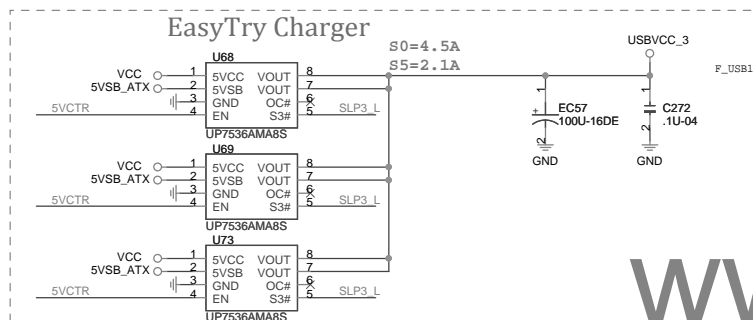 EasyTry Charger
S0=4.5A
S5=2.1A
USBVCC_3
F_USB1
U68
VCC 1 5VCC VOUT 8
5VSB_ATX 2 5VSB VOUT 7
3 GND OC# 6
5VCTR 4 EN S3# 5 SLP3_L
UP7536AMA8S
1 EC57 100U-16DE 2 GND
1 C272 .1U-04 2 GND
U69
VCC 1 5VCC VOUT 8
5VSB_ATX 2 5VSB VOUT 7
3 GND OC# 6
5VCTR 4 EN S3# 5 SLP3_L
UP7536AMA8S
U73
VCC 1 5VCC VOUT 8
5VSB_ATX 2 5VSB VOUT 7
3 GND OC# 6
5VCTR 4 EN S3# 5 SLP3_L
UP7536AMA8S